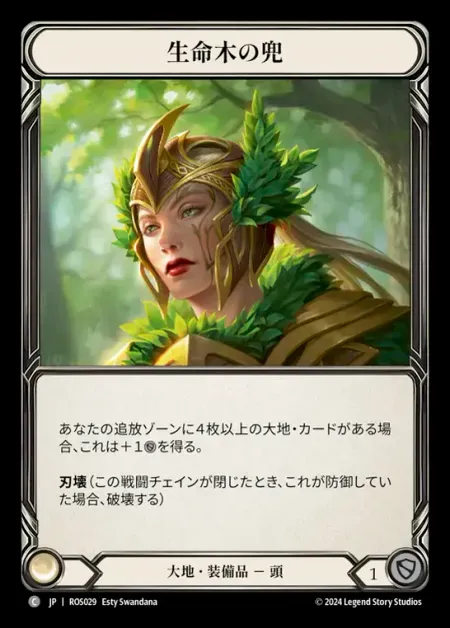 生命木の兜
あなたの追放ゾーンに4枚以上の大地・カードがある場
合、これは＋1を得る。
刃壊（この戦闘チェインが閉じたとき、これが防御してい
た場合、破壊する）
大地・装備品 － 頭
1
C JP | ROS029 Esty Swandana
© 2024 Legend Story Studios